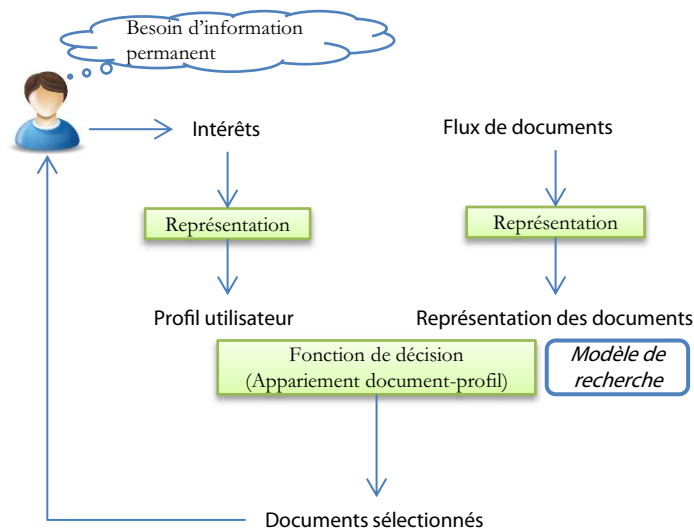 Besoin d'information
permanent
Intérêts
Flux de documents
Représentation
Représentation
Profil utilisateur
Représentation des documents
Fonction de décision
(Appariement document-profil)
Modèle de
recherche
Documents sélectionnés